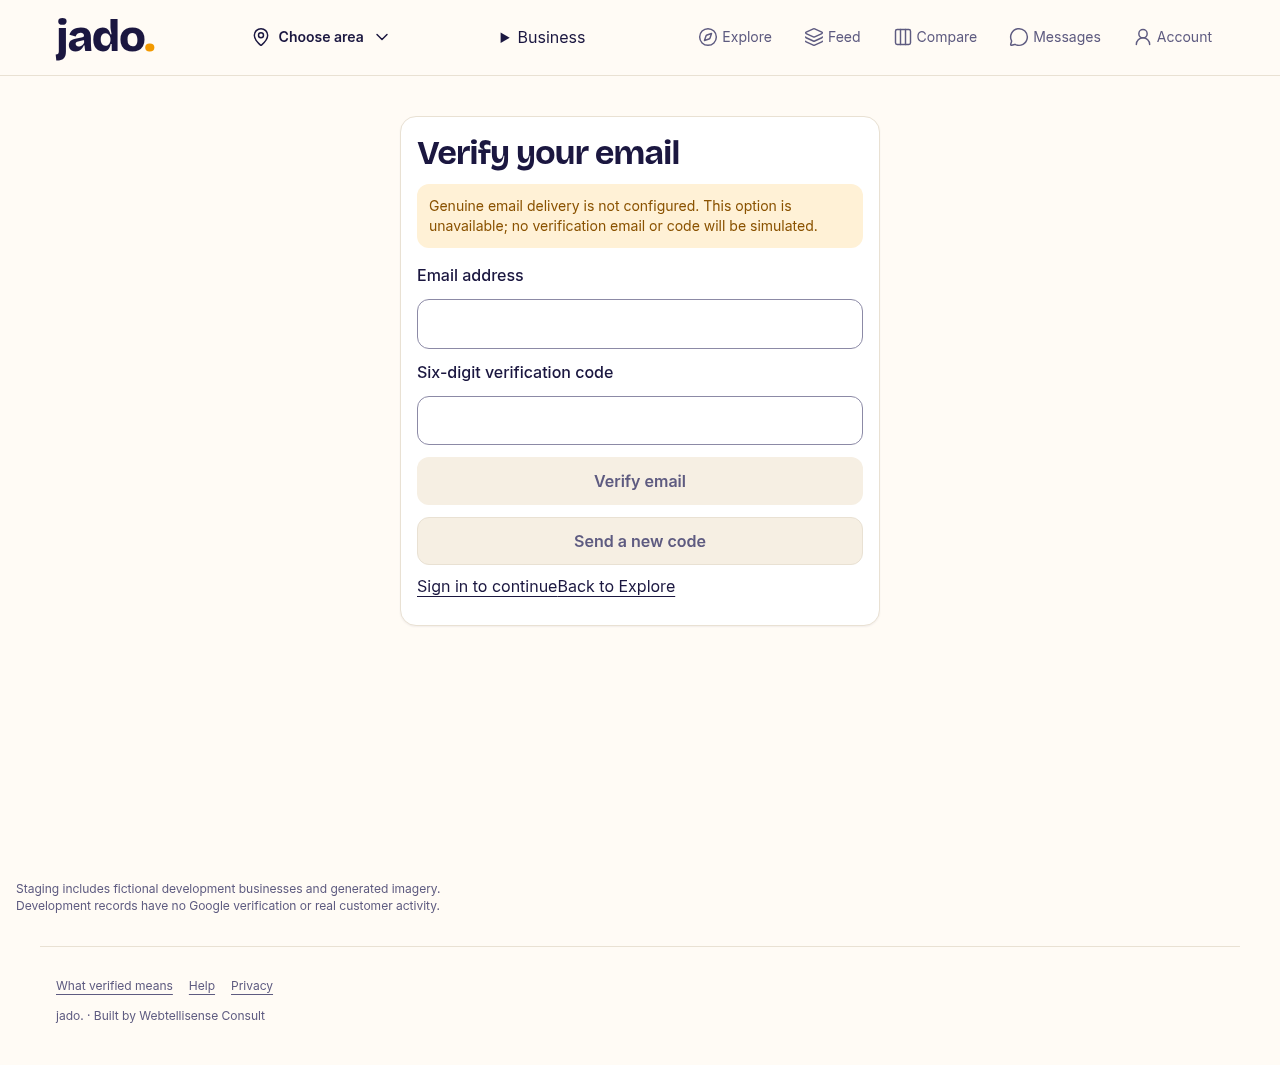 jado.
Choose area
Business
Explore
Feed
Compare
Messages
Account
Verify your email
Genuine email delivery is not configured. This option is
unavailable; no verification email or code will be simulated.
Email address
Six-digit verification code
Verify email
Send a new code
Sign in to continueBack to Explore
Staging includes fictional development businesses and generated imagery.
Development records have no Google verification or real customer activity.
What verified means Help Privacy
jado. · Built by Webtellisense Consult